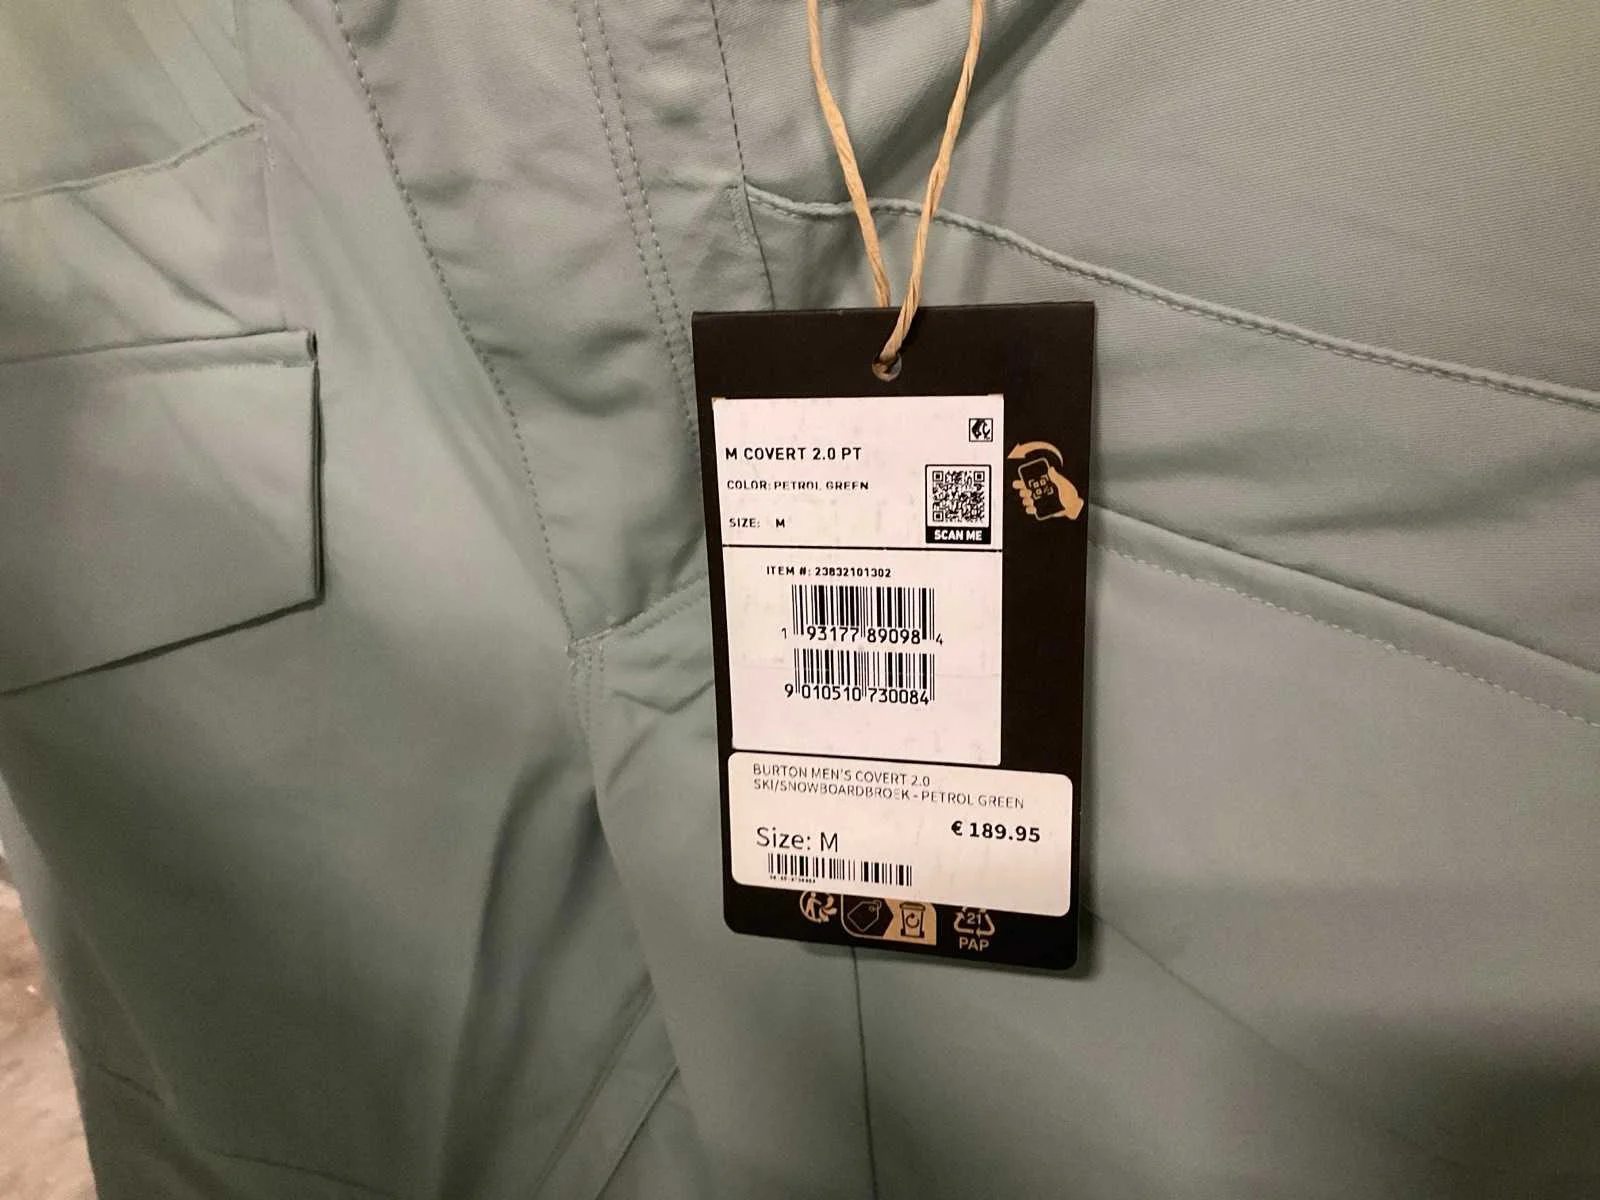 M COVERT 2.0 PT
COLOR: PETROL GREEN
SIZE: M
SCAN ME
ITEM #: 23832101302
1 93177 89098 4
9 010510 730084
BURTON MEN'S COVERT 2.0
SKI/SNOWBOARDBROEK - PETROL GREEN
€ 189.95
Size: M
21
PAP